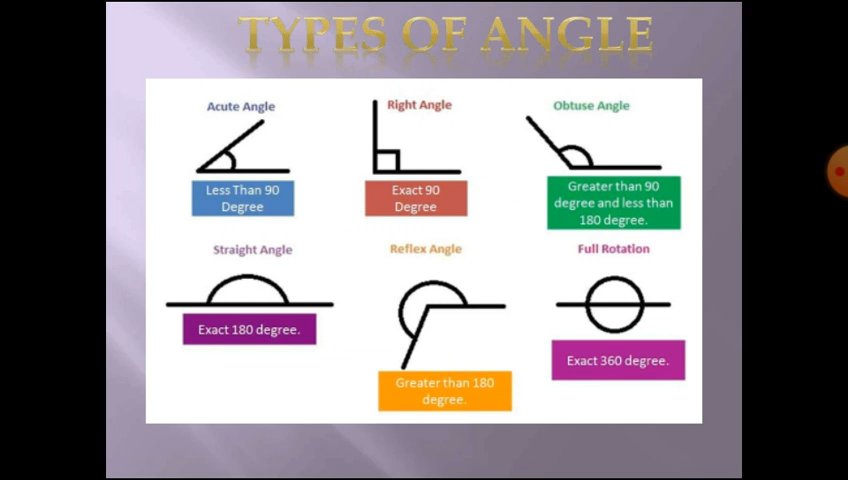 TYPES OF ANGLE
Acute Angle
Less Than 90
Degree
Right Angle
Exact 90
Degree
Obtuse Angle
Greater than 90
degree and less than
180 degree.
Straight Angle
Exact 180 degree.
Reflex Angle
Greater than 180
degree.
Full Rotation
Exact 360 degree.